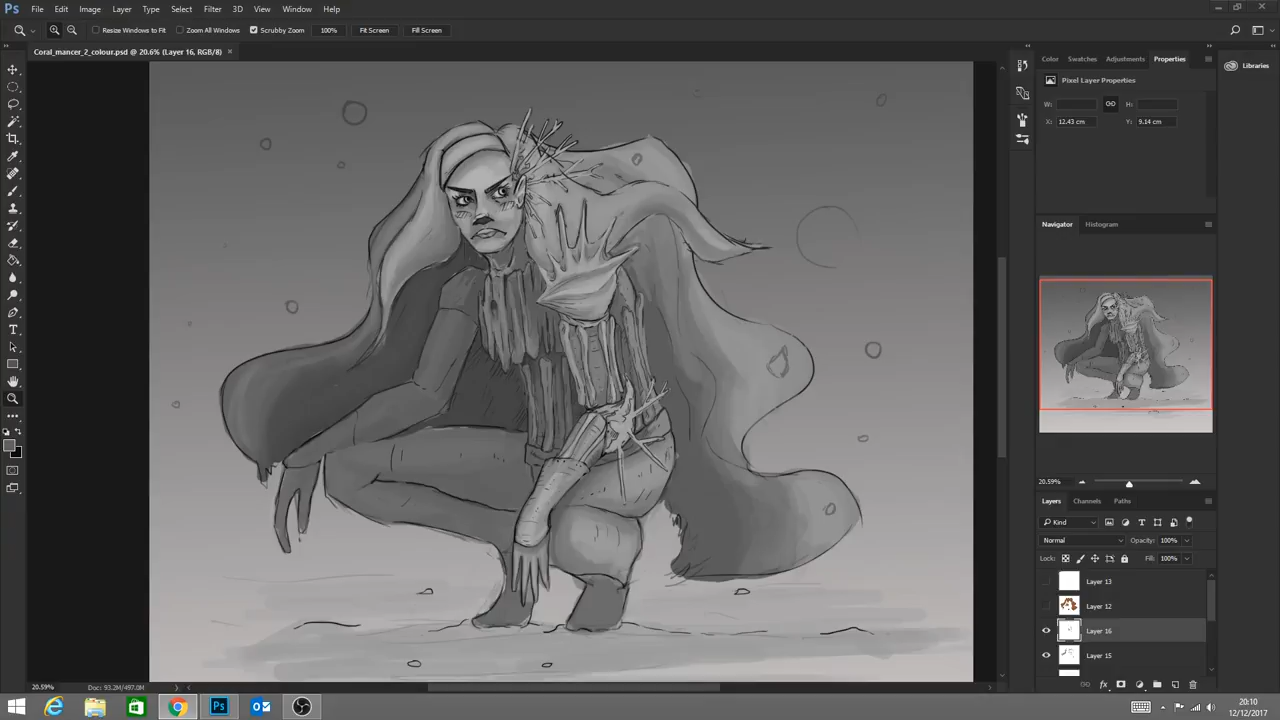 Ps File Edit Image Layer Type Select Filter 3D View Window Help
Resize Windows to Fit Zoom All Windows Scrubby Zoom 100% Fit Screen Fill Screen
Coral_mancer_2_colour.psd @ 20.6% (Layer 16, RGB/8) ×
Color Swatches Adjustments Properties
Libraries
Pixel Layer Properties
W: H:
X: 12.43 cm Y: 9.14 cm
Navigator Histogram
20.59%
Layers Channels Paths
Kind
Normal Opacity: 100%
Lock: Fill: 100%
Layer 13
Layer 12
Layer 16
Layer 15
20.59% Doc: 93.2M/497.0M
Ps
20:10
12/12/2017